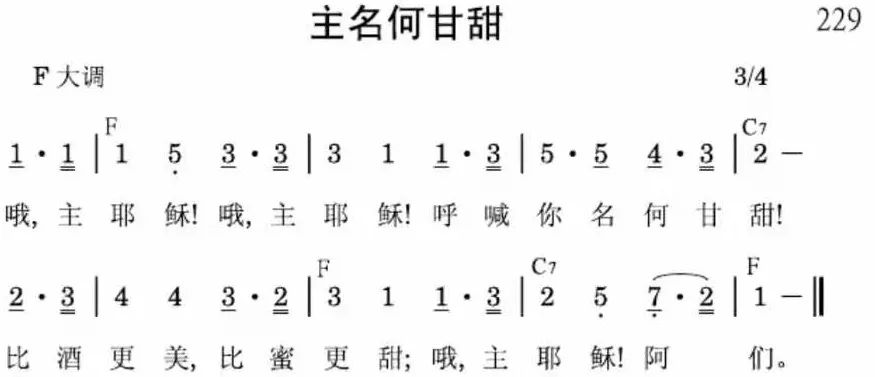 主名何甘甜 229
F 大调 3/4
F C7
1 · 1 | 1 5 3 · 3 | 3 1 1 · 3 | 5 · 5 4 · 3 | 2 —
哦, 主 耶 稣! 哦, 主 耶 稣! 呼 喊 你 名 何 甘 甜!
F C7 F
2 · 3 | 4 4 3 · 2 | 3 1 1 · 3 | 2 5 7 · 2 | 1 — ||
比 酒 更 美, 比 蜜 更 甜; 哦, 主 耶 稣! 阿 们。